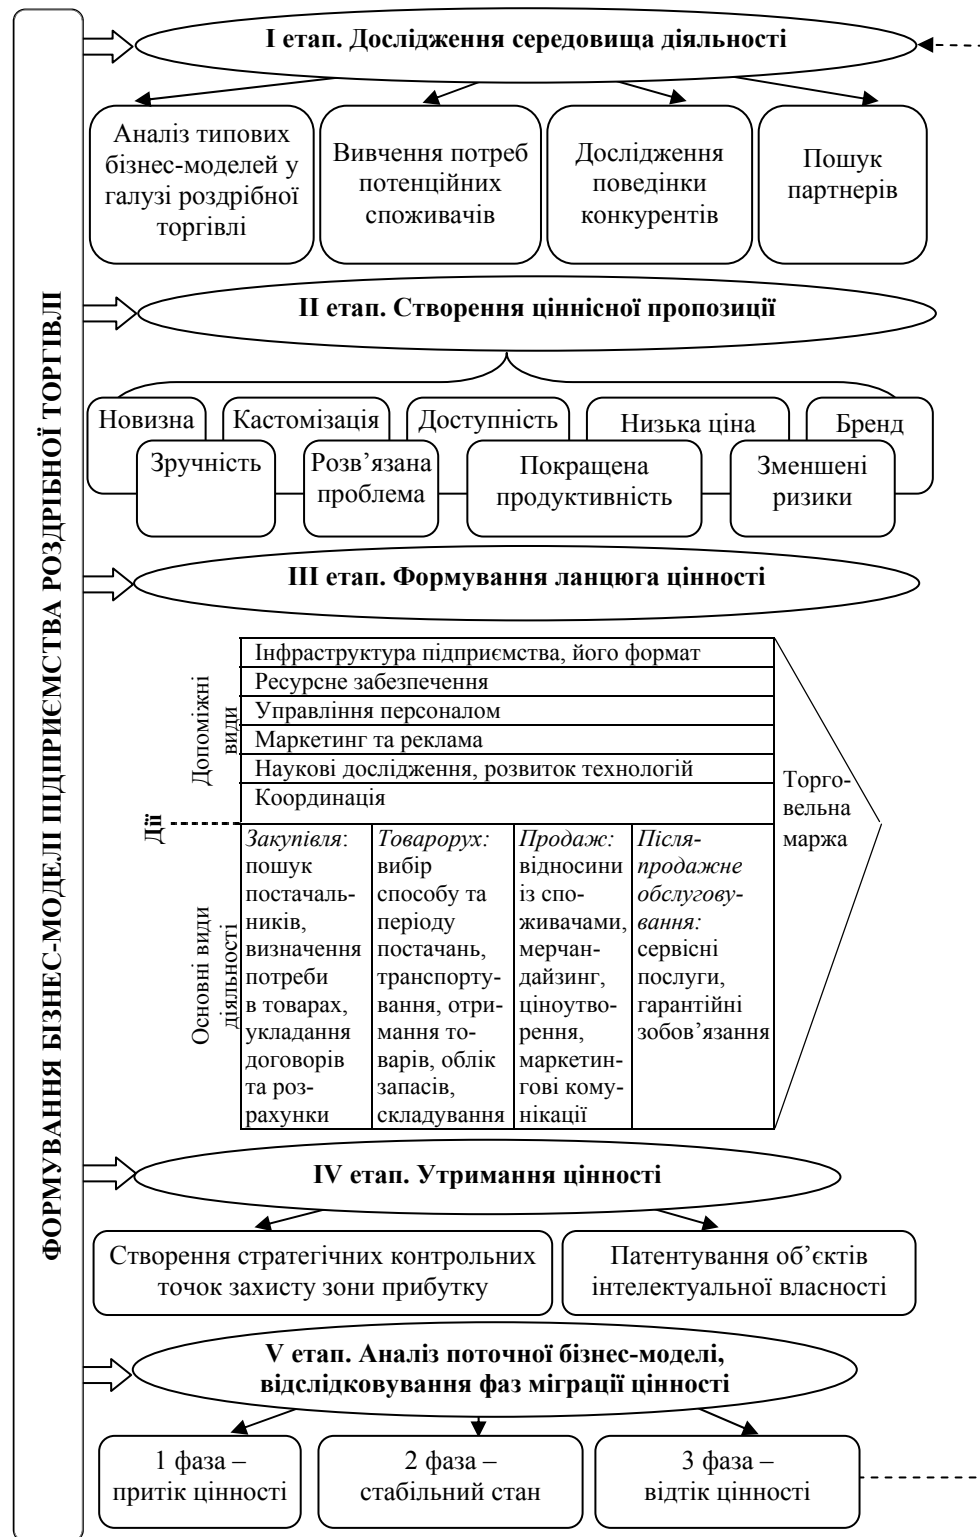 ФОРМУВАННЯ БІЗНЕС-МОДЕЛІ ПІДПРИЄМСТВА РОЗДРІБНОЇ ТОРГІВЛІ
І етап. Дослідження середовища діяльності
Аналіз типових
бізнес-моделей у
галузі роздрібної
торгівлі
Вивчення потреб
потенційних
споживачів
Дослідження
поведінки
конкурентів
Пошук
партнерів
ІІ етап. Створення ціннісної пропозиції
Новизна
Кастомізація
Доступність
Низька ціна
Бренд
Зручність
Розв’язана
проблема
Покращена
продуктивність
Зменшені
ризики
ІІІ етап. Формування ланцюга цінності
Дії
Допоміжні
види
Інфраструктура підприємства, його формат
Ресурсне забезпечення
Управління персоналом
Маркетинг та реклама
Наукові дослідження, розвиток технологій
Координація
Основні види
діяльності
Закупівля:
пошук
постачаль-
ників,
визначення
потреби
в товарах,
укладання
договорів
та роз-
рахунки
Товарорух:
вибір
способу та
періоду
постачань,
транспорту-
вання, отри-
мання то-
варів, облік
запасів,
складування
Продаж:
відносини
із спо-
живачами,
мерчан-
дайзинг,
ціноутво-
рення,
маркетин-
гові кому-
нікації
Після-
продажне
обслугову-
вання:
сервісні
послуги,
гарантійні
зобов’язання
Торго-
вельна
маржа
IV етап. Утримання цінності
Створення стратегічних контрольних
точок захисту зони прибутку
Патентування об’єктів
інтелектуальної власності
V етап. Аналіз поточної бізнес-моделі,
відслідковування фаз міграції цінності
1 фаза –
притік цінності
2 фаза –
стабільний стан
3 фаза –
відтік цінності